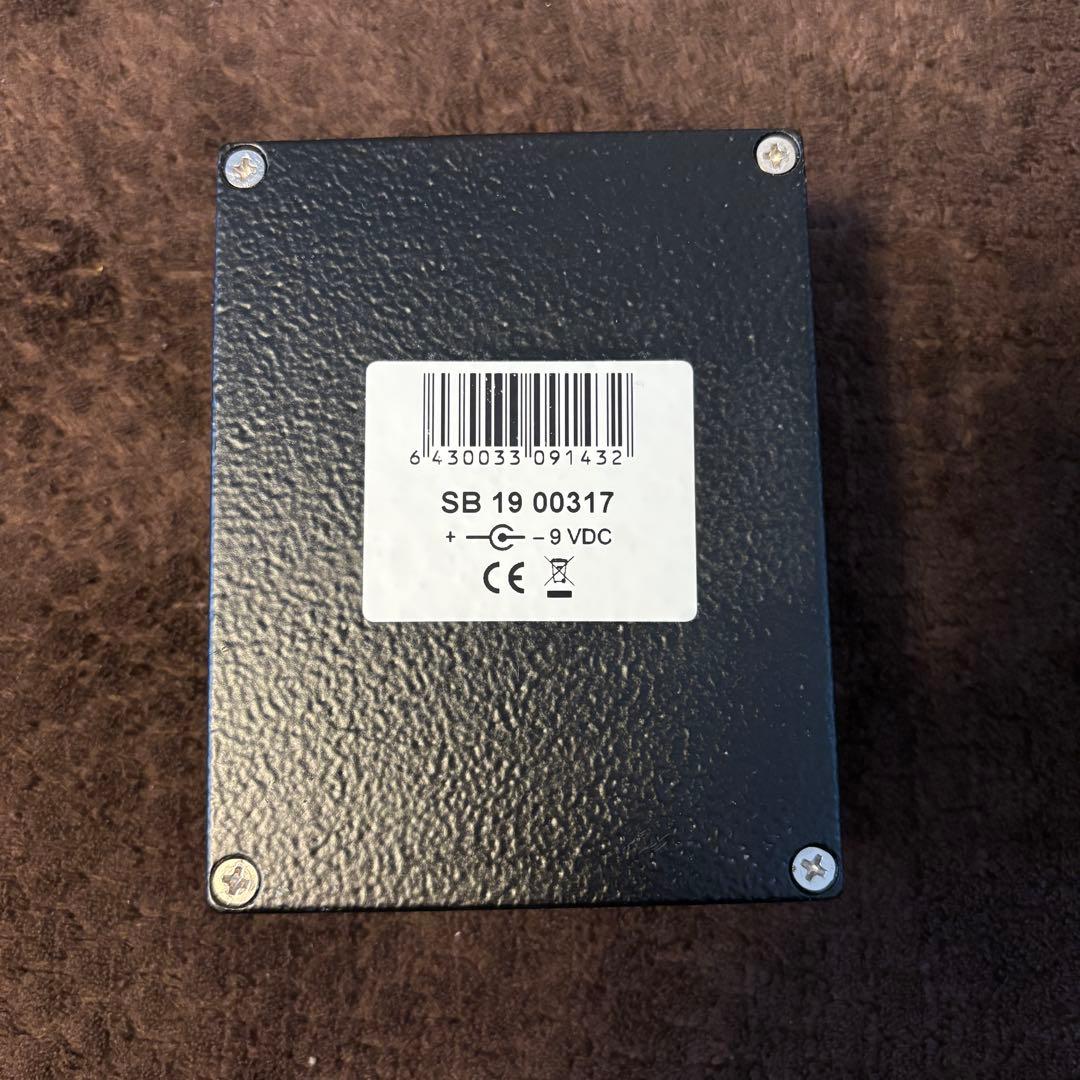 6 430033 091432
SB 19 00317
+ – 9 VDC
CE